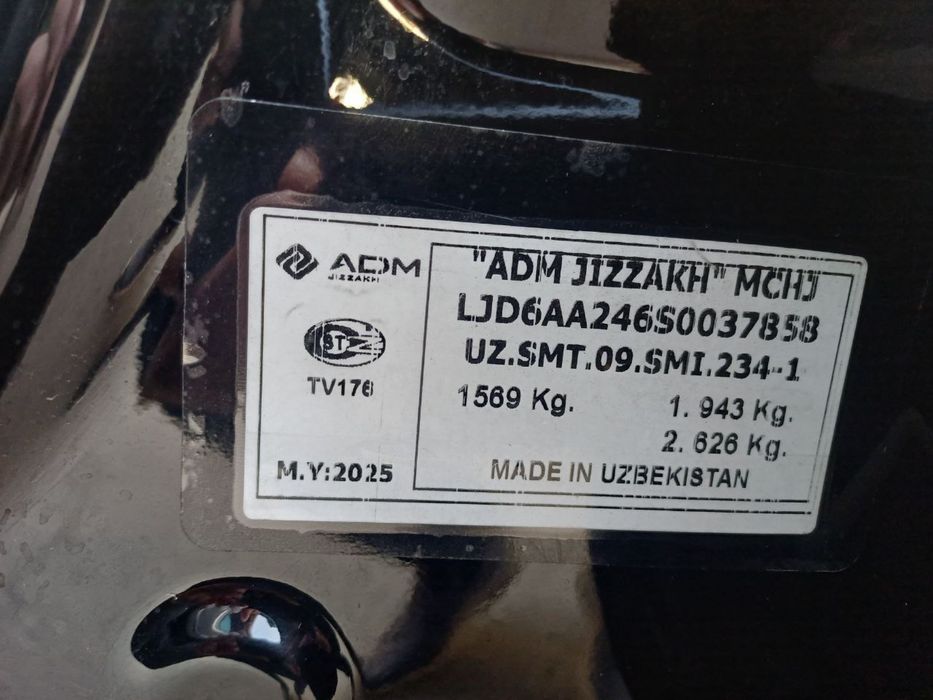 ADM
JIZZAKH
TV176
M.Y:2025
"ADM JIZZAKH" MCHJ
LJD6AA246S0037858
UZ.SMT.09.SMI.234-1
1569 Kg.
1. 943 Kg.
2. 626 Kg.
MADE IN UZBEKISTAN